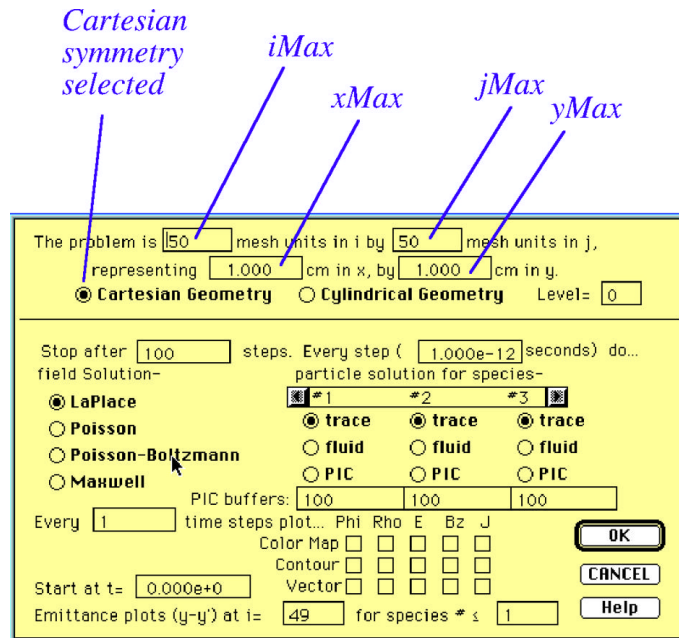 Cartesian
symmetry
selected
iMax
xMax
jMax
yMax
The problem is 50 mesh units in i by 50 mesh units in j,
representing 1.000 cm in x, by 1.000 cm in y.
Cartesian Geometry Cylindrical Geometry Level= 0
Stop after 100 steps. Every step ( 1.000e-12 seconds) do...
field Solution- particle solution for species-
#1 #2 #3
LaPlace trace trace trace
Poisson fluid fluid fluid
Poisson-Boltzmann PIC PIC PIC
Maxwell
PIC buffers: 100 100 100
Every 1 time steps plot... Phi Rho E Bz J
Color Map
Contour
Vector
Start at t= 0.000e+0
Emittance plots (y-y') at i= 49 for species # ≤ 1
OK
CANCEL
Help